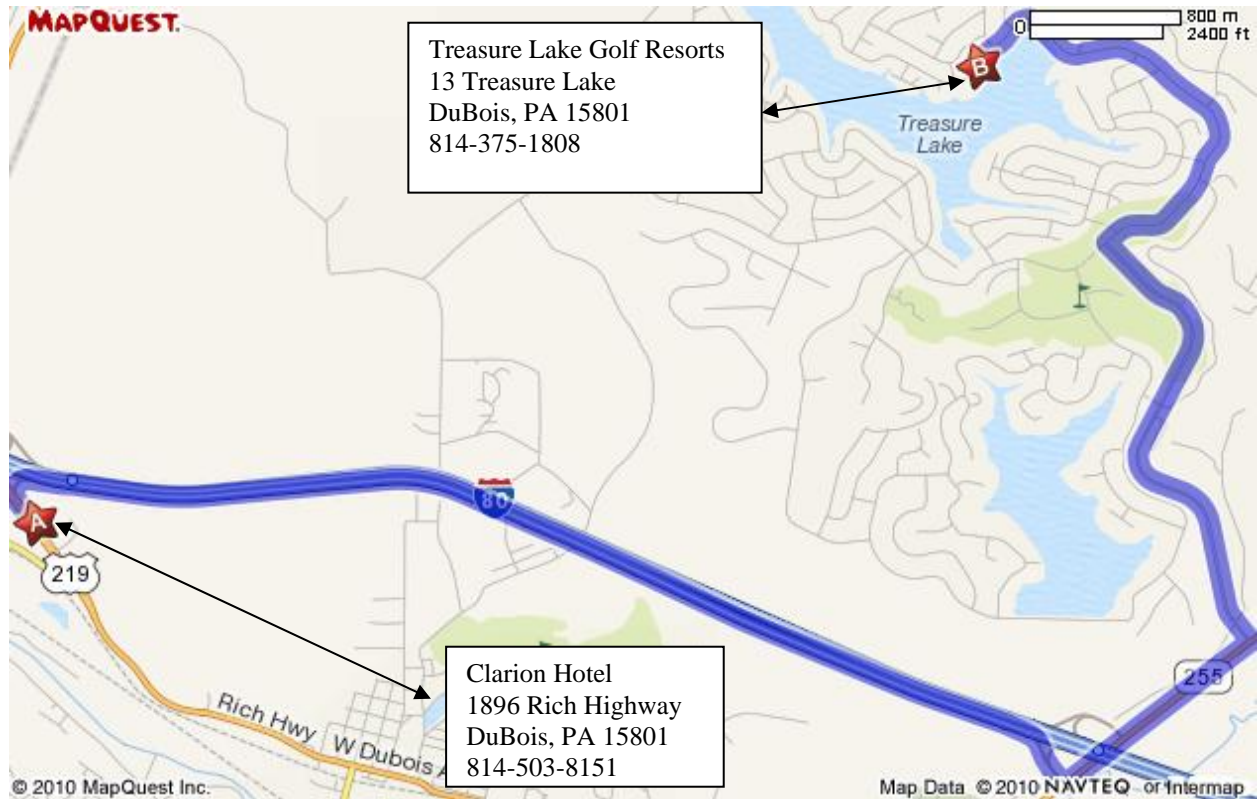 MAPQUEST.
Treasure Lake Golf Resorts
13 Treasure Lake
DuBois, PA 15801
814-375-1808
B
0
800 m
2400 ft
Treasure
Lake
80
A
219
Rich Hwy
W Dubois A
Clarion Hotel
1896 Rich Highway
DuBois, PA 15801
814-503-8151
255
© 2010 MapQuest Inc.
Map Data © 2010 NAVTEQ or Intermap